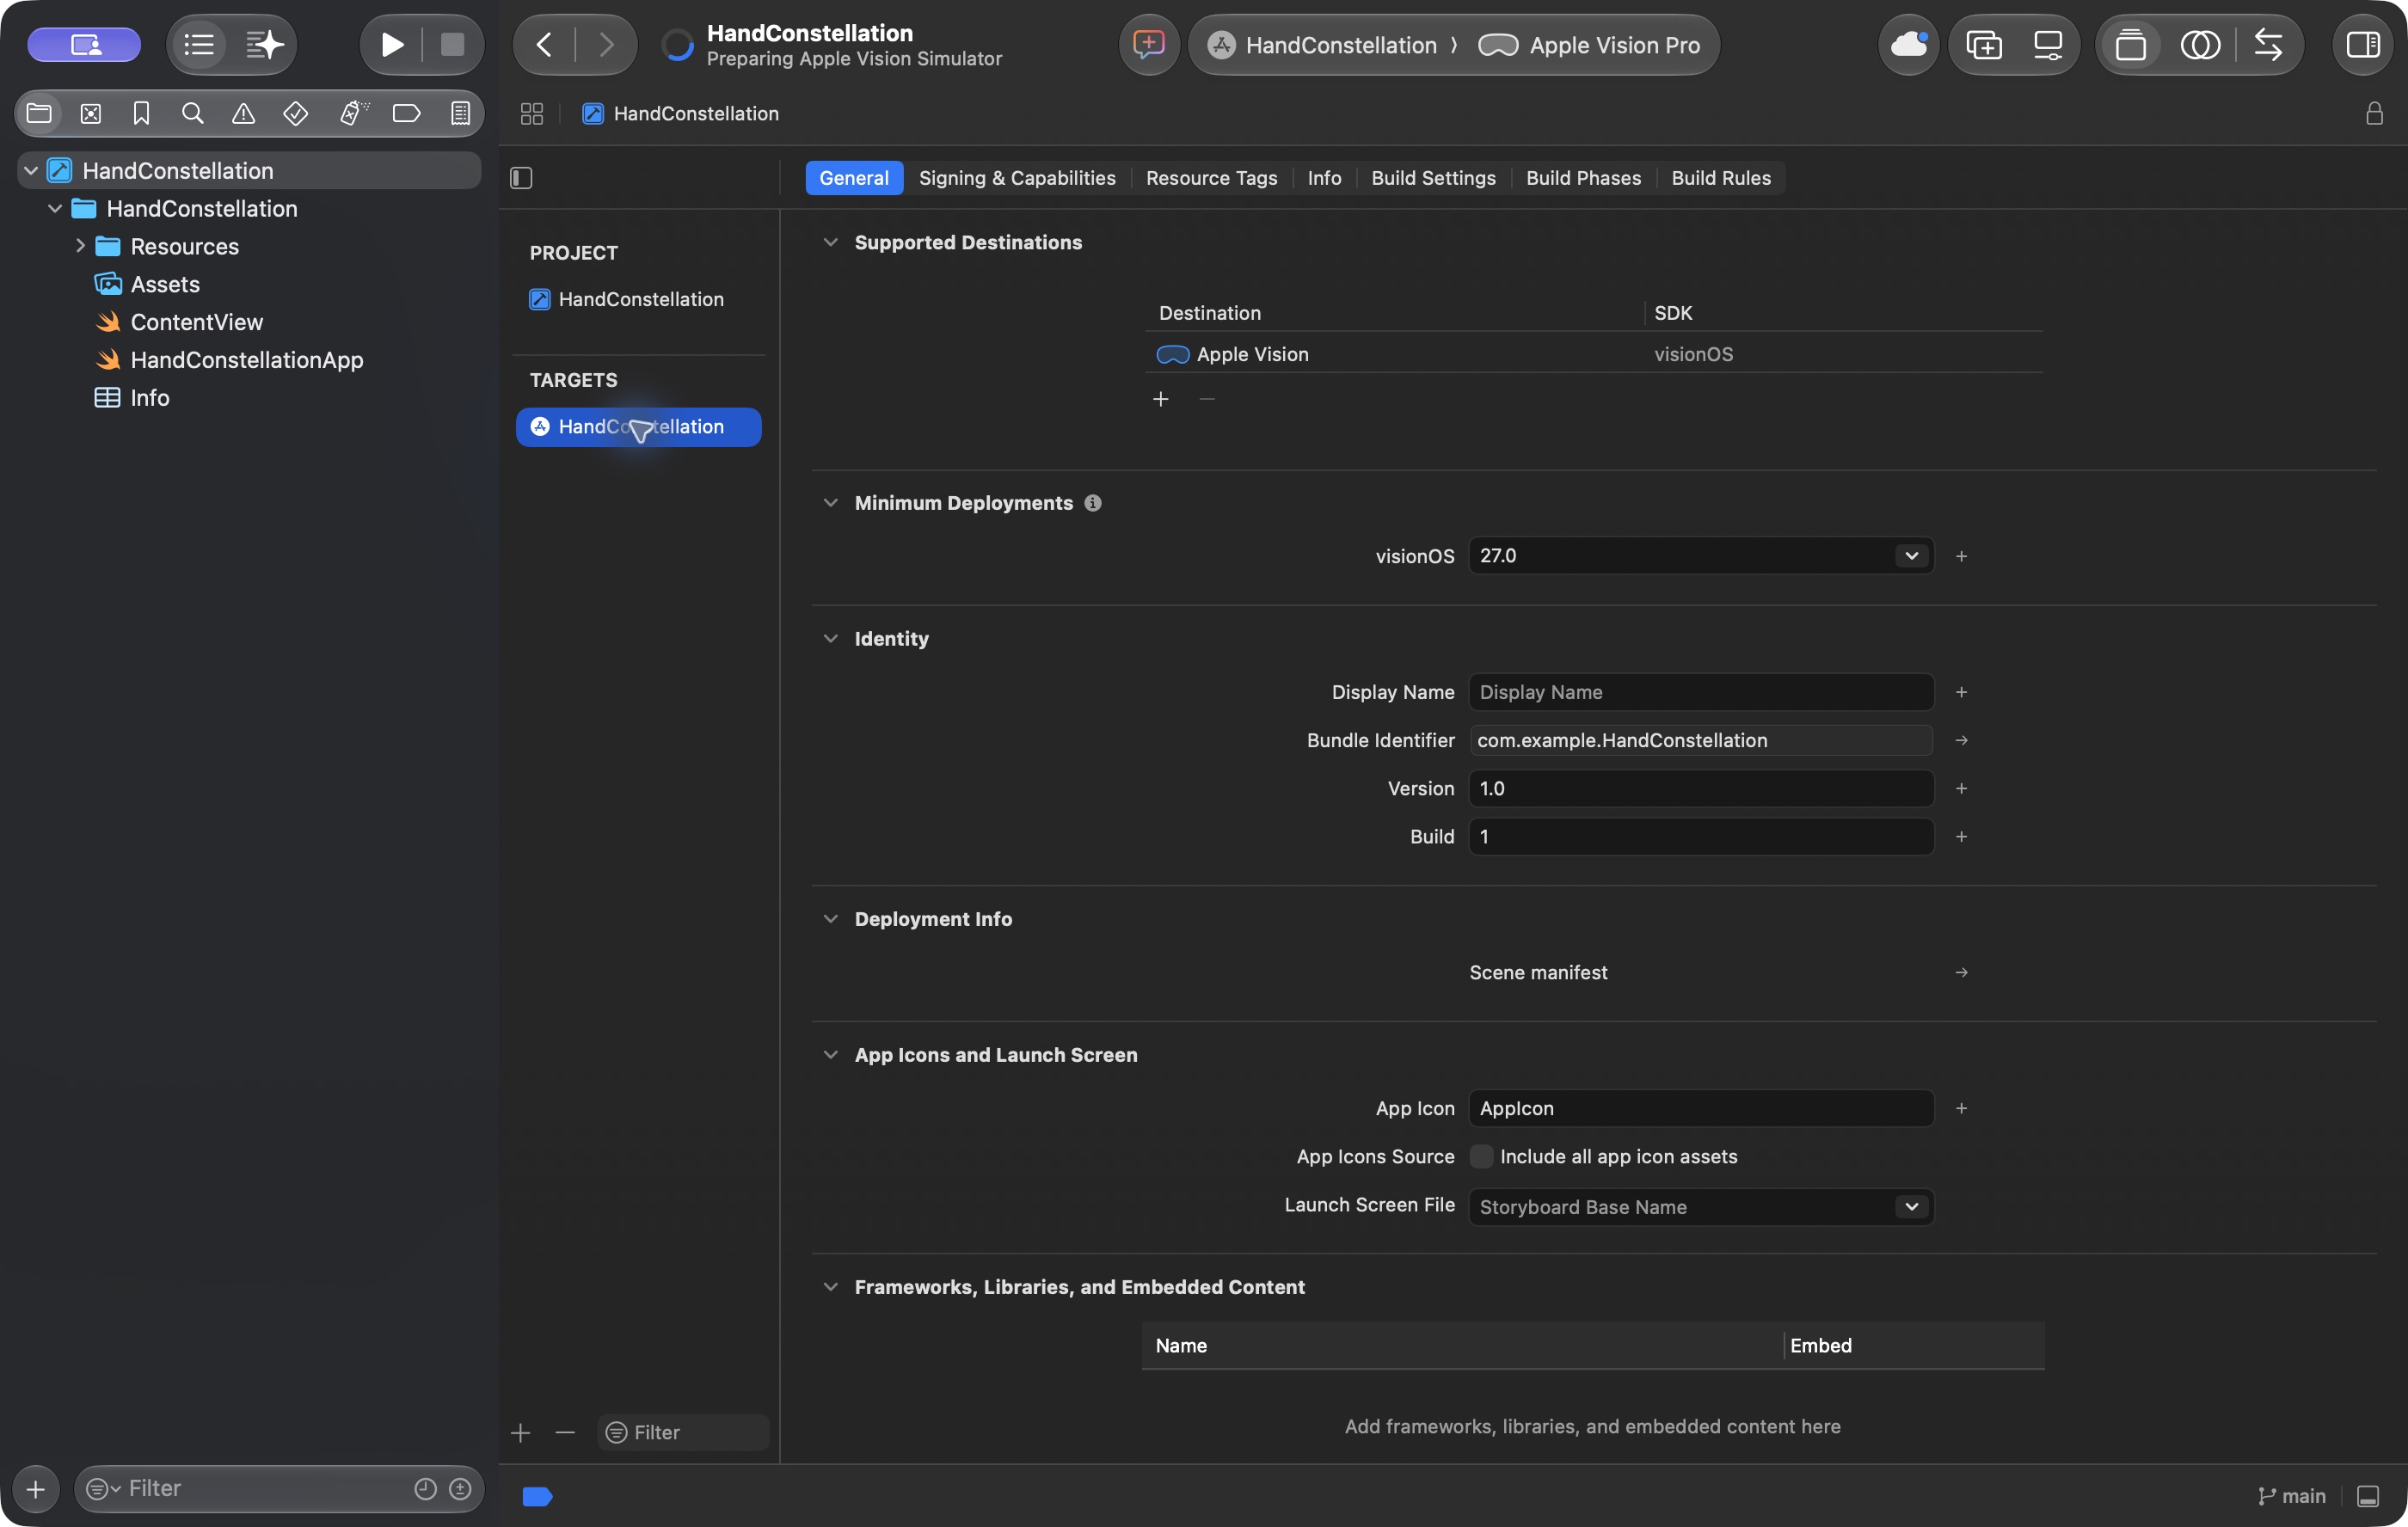 HandConstellation
Preparing Apple Vision Simulator
HandConstellation
Apple Vision Pro
HandConstellation
HandConstellation
HandConstellation
Resources
Assets
ContentView
HandConstellationApp
Info
Filter
General
Signing & Capabilities
Resource Tags
Info
Build Settings
Build Phases
Build Rules
PROJECT
HandConstellation
TARGETS
HandConstellation
Filter
Supported Destinations
Destination
SDK
Apple Vision
visionOS
Minimum Deployments
visionOS
27.0
Identity
Display Name
Display Name
Bundle Identifier
com.example.HandConstellation
Version
1.0
Build
1
Deployment Info
Scene manifest
App Icons and Launch Screen
App Icon
AppIcon
App Icons Source
Include all app icon assets
Launch Screen File
Storyboard Base Name
Frameworks, Libraries, and Embedded Content
Name
Embed
Add frameworks, libraries, and embedded content here
main